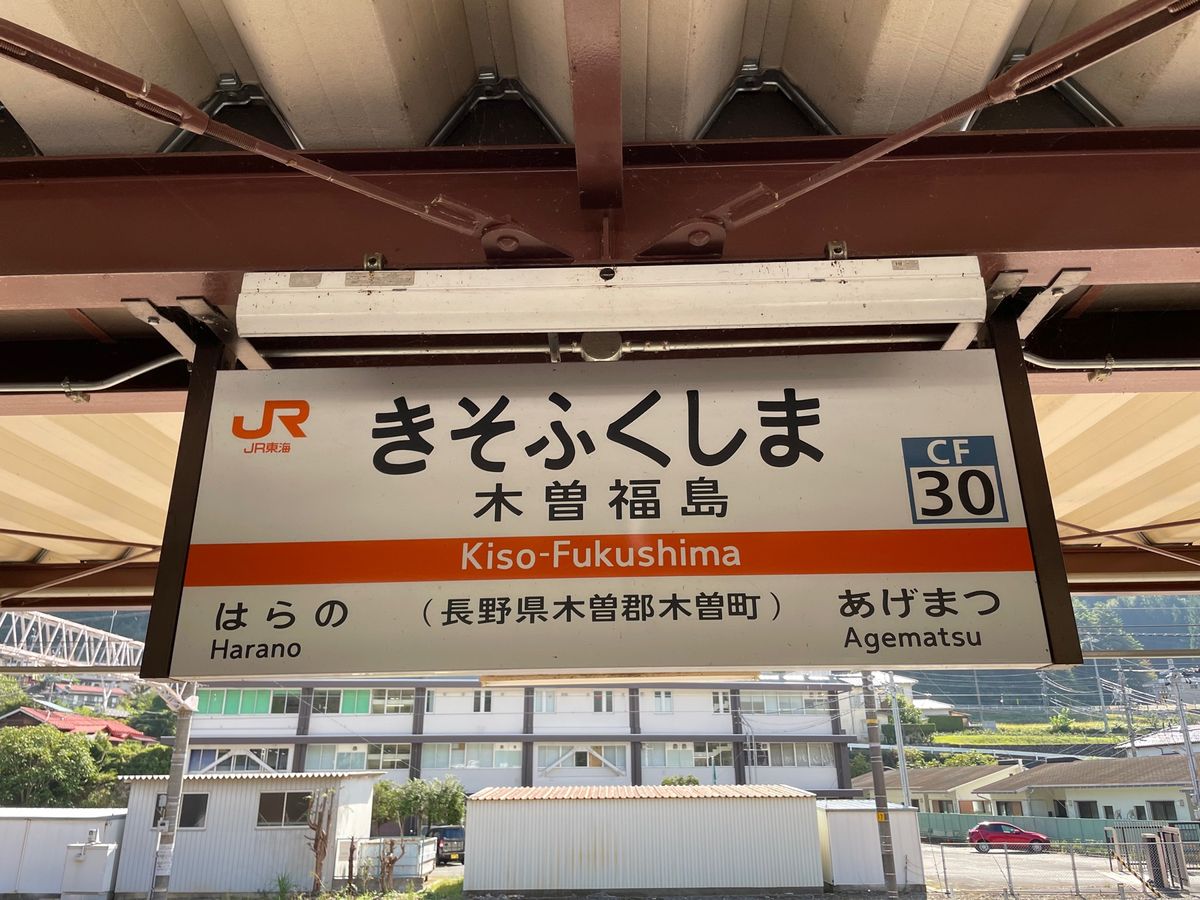 JR
JR東海
きそふくしま
木曽福島
CF
30
Kiso-Fukushima
はらの
Harano
（長野県木曽郡木曽町）
あげまつ
Agematsu